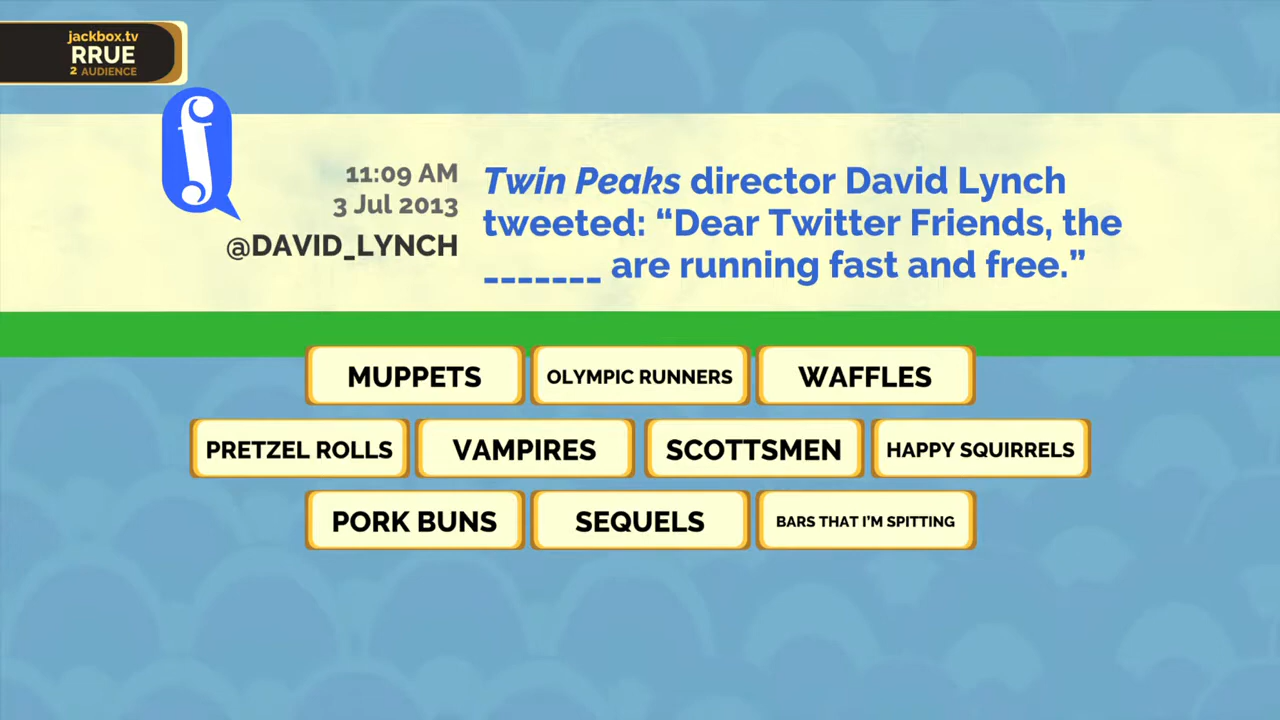 jackbox.tv
RRUE
2 AUDIENCE
f
11:09 AM
3 Jul 2013
@DAVID_LYNCH
Twin Peaks director David Lynch
tweeted: “Dear Twitter Friends, the
_______ are running fast and free.”
MUPPETS
OLYMPIC RUNNERS
WAFFLES
PRETZEL ROLLS
VAMPIRES
SCOTTSMEN
HAPPY SQUIRRELS
PORK BUNS
SEQUELS
BARS THAT I'M SPITTING